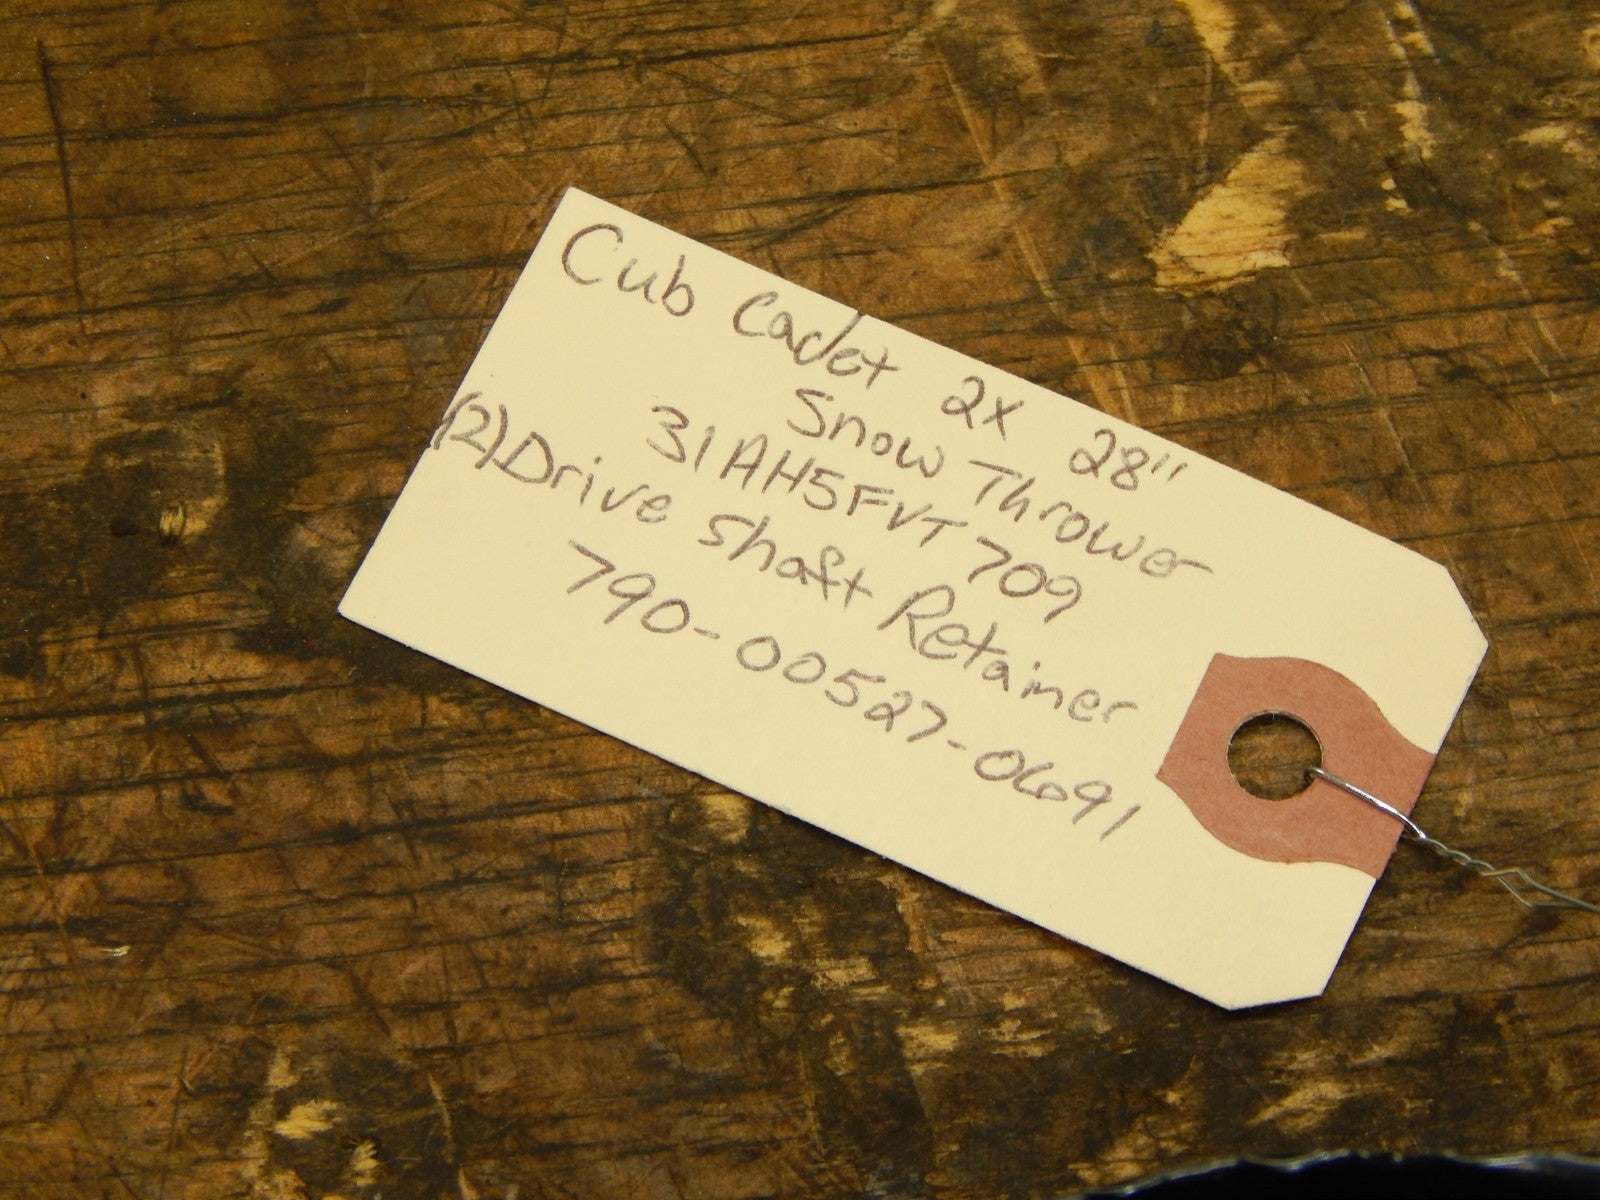 Cub Cadet 2X 28"
Snow Thrower
31AH5FVT709
(2) Drive Shaft Retainer
790-00527-0691